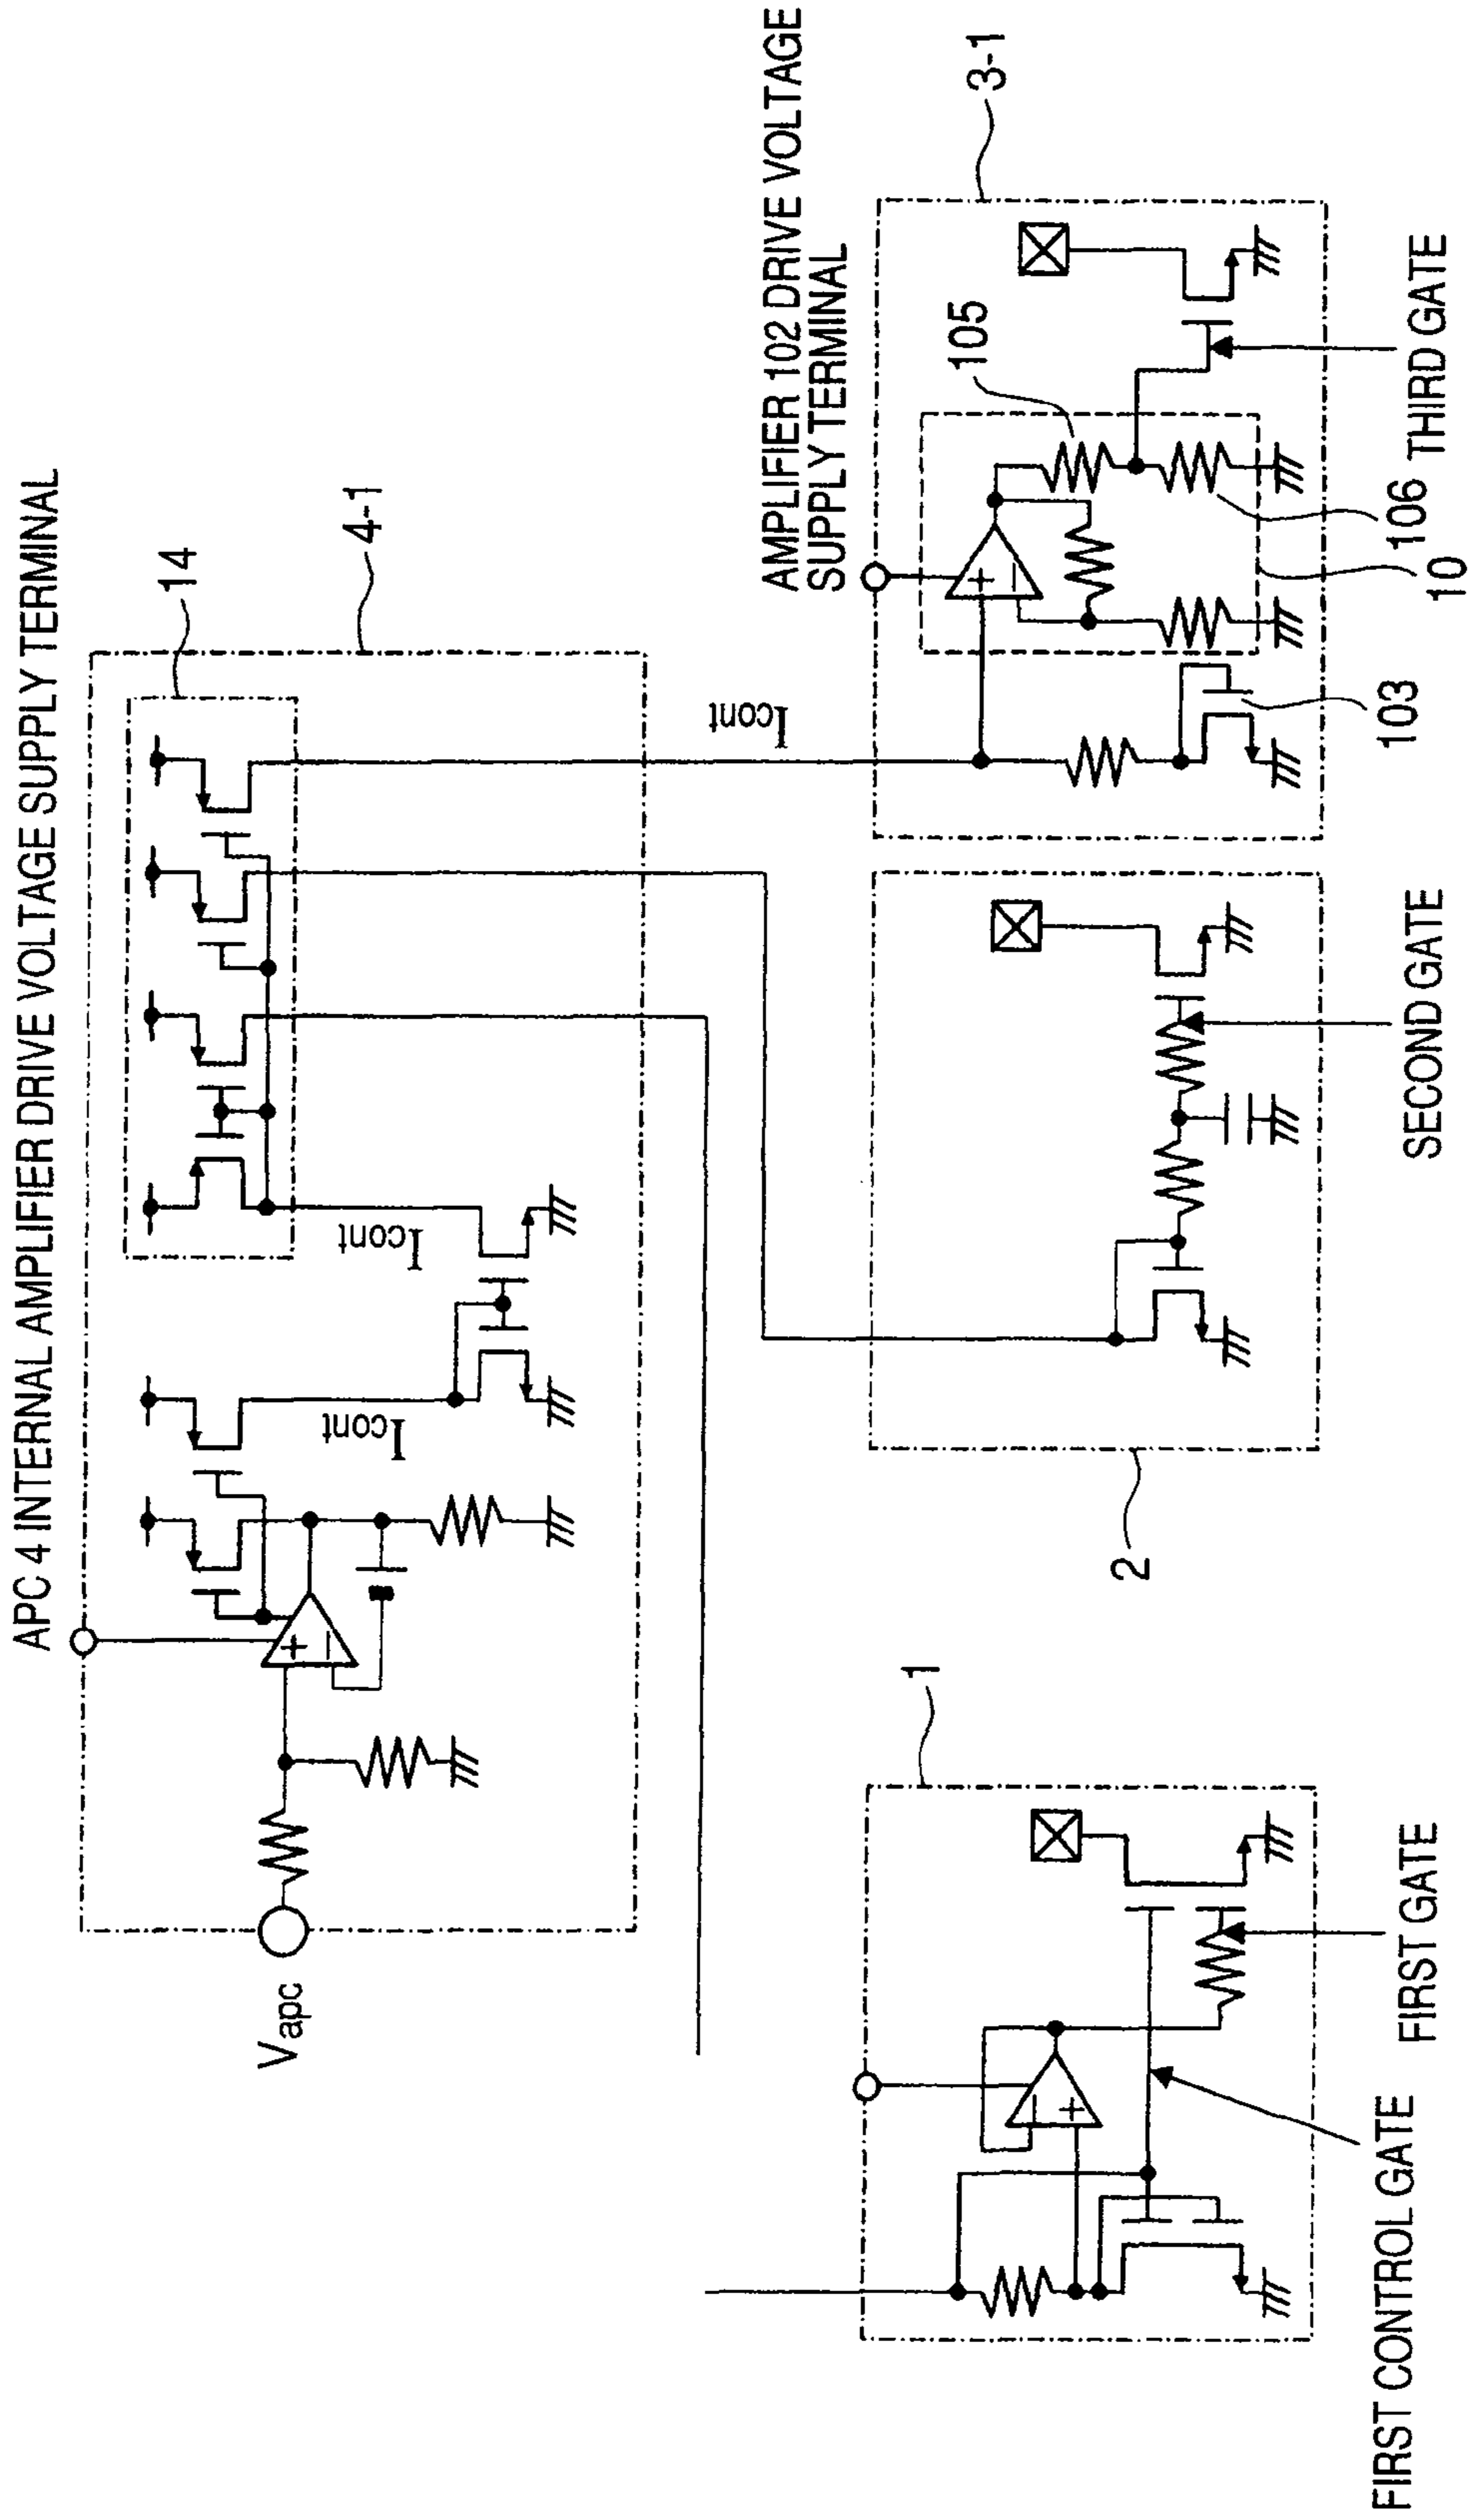 APC 4 INTERNAL AMPLIFIER DRIVE VOLTAGE SUPPLY TERMINAL
14
4-1
Vapc
Icont
Icont
Icont
AMPLIFIER 102 DRIVE VOLTAGE
SUPPLY TERMINAL
3-1
105
+
−
+
−
−
+
1
2
103
10
106
THIRD GATE
SECOND GATE
FIRST GATE
FIRST CONTROL GATE